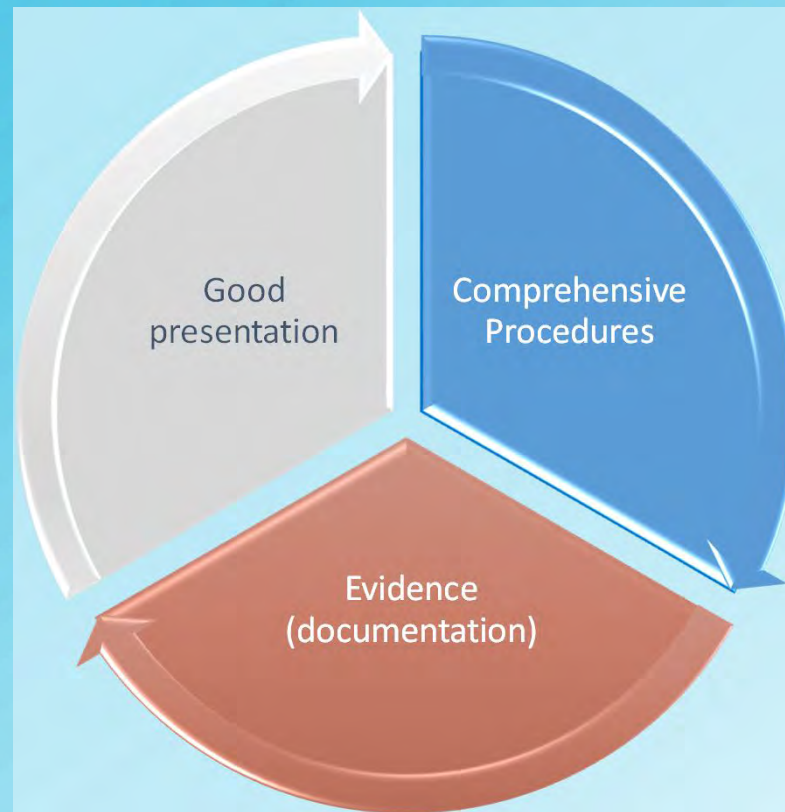 Good
presentation
Comprehensive
Procedures
Evidence
(documentation)